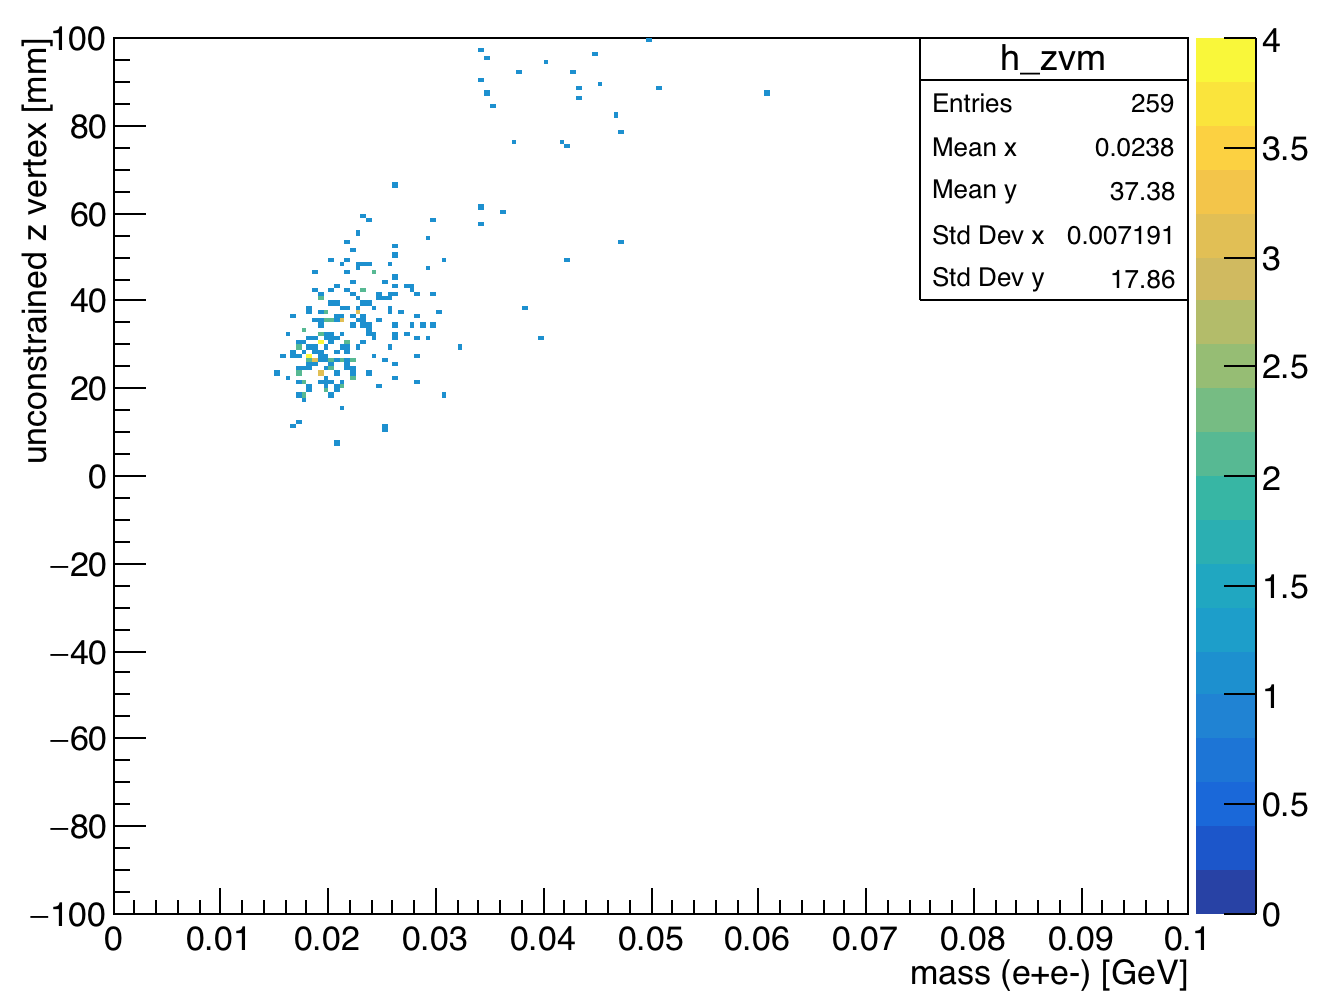 unconstrained z vertex [mm]
100
80
60
40
20
0
−20
−40
−60
−80
−100
0 0.01 0.02 0.03 0.04 0.05 0.06 0.07 0.08 0.09 0.1
mass (e+e-) [GeV]
h_zvm
Entries 259
Mean x 0.0238
Mean y 37.38
Std Dev x 0.007191
Std Dev y 17.86
4
3.5
3
2.5
2
1.5
1
0.5
0